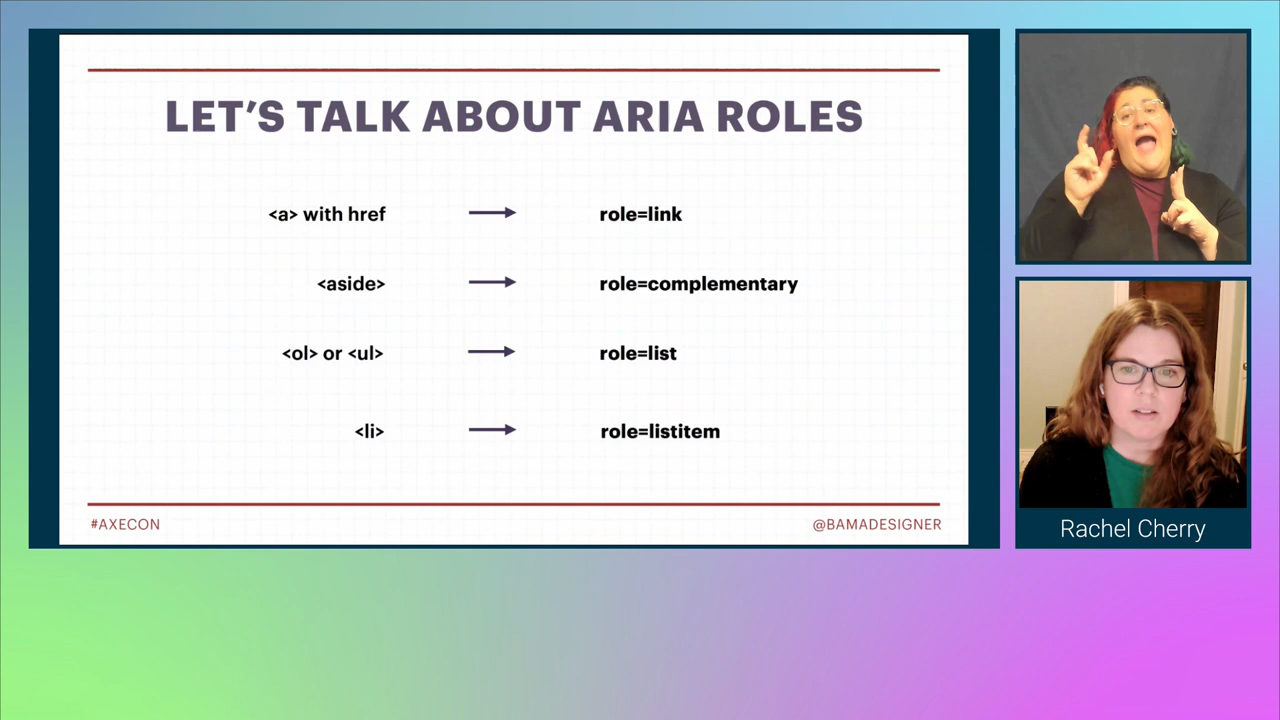 LET'S TALK ABOUT ARIA ROLES
<a> with href → role=link
<aside> → role=complementary
<ol> or <ul> → role=list
<li> → role=listitem
#AXECON @BAMADESIGNER
Rachel Cherry